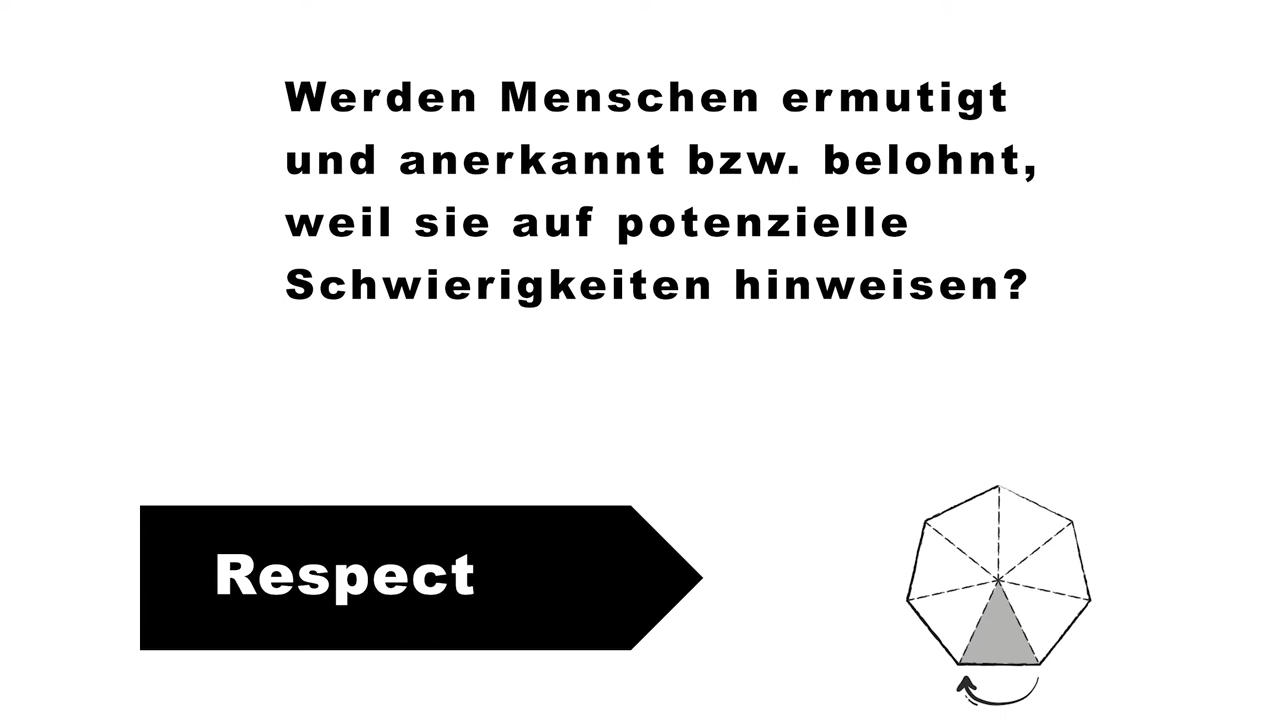 Werden Menschen ermutigt
und anerkannt bzw. belohnt,
weil sie auf potenzielle
Schwierigkeiten hinweisen?
Respect